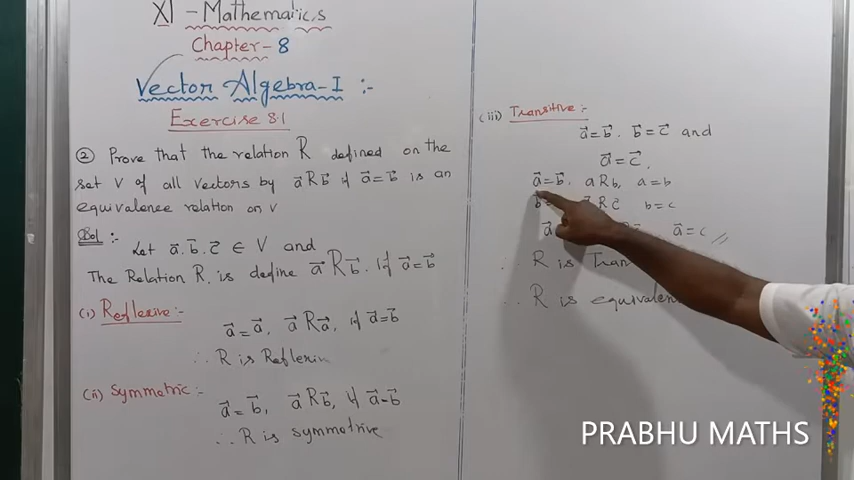 XI - Mathematics
Chapter - 8
Vector Algebra - I :-
Exercise 8.1
② Prove that the relation R defined on the
set V of all vectors by a⃗ R b⃗ if a⃗ = b⃗ is an
equivalence relation on V
Sol :-
Let a⃗. b⃗. c⃗ ∈ V and
The Relation R, is define a⃗ R b⃗. if a⃗ = b⃗
(i) Reflexive :-
a⃗ = a⃗, a⃗ R a⃗, if a⃗ = b⃗
∴ R is Reflexive
(ii) Symmetric :-
a⃗ = b⃗, a⃗ R b⃗, if a⃗ = b⃗
∴ R is symmetrive
(iii) Transitive :-
a⃗ = b⃗. b⃗ = c⃗ and
a⃗ = c⃗.
a⃗ = b⃗. a R b, a = b
R c⃗ b = c
a⃗ = c //
R is Tran
∴ R is equivalen
PRABHU MATHS